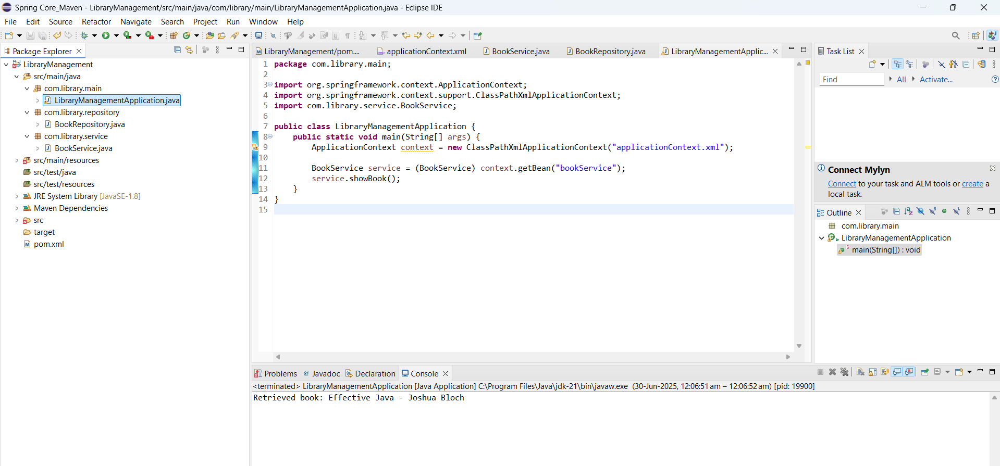 Spring Core_Maven - LibraryManagement/src/main/java/com/library/main/LibraryManagementApplication.java - Eclipse IDE
File Edit Source Refactor Navigate Search Project Run Window Help
Package Explorer
LibraryManagement
src/main/java
com.library.main
LibraryManagementApplication.java
com.library.repository
BookRepository.java
com.library.service
BookService.java
src/main/resources
src/test/java
src/test/resources
JRE System Library [JavaSE-1.8]
Maven Dependencies
src
target
pom.xml
LibraryManagement/pom.... applicationContext.xml BookService.java BookRepository.java LibraryManagementApplic...
1 package com.library.main;
2
3 import org.springframework.context.ApplicationContext;
4 import org.springframework.context.support.ClassPathXmlApplicationContext;
5 import com.library.service.BookService;
6
7 public class LibraryManagementApplication {
8 public static void main(String[] args) {
9 ApplicationContext context = new ClassPathXmlApplicationContext("applicationContext.xml");
10
11 BookService service = (BookService) context.getBean("bookService");
12 service.showBook();
13 }
14 }
15
Task List
Find All Activate...
Connect Mylyn
Connect to your task and ALM tools or create a
local task.
Outline
com.library.main
LibraryManagementApplication
main(String[]) : void
Problems @ Javadoc Declaration Console
<terminated> LibraryManagementApplication [Java Application] C:\Program Files\Java\jdk-21\bin\javaw.exe (30-Jun-2025, 12:06:51 am – 12:06:52 am) [pid: 19900]
Retrieved book: Effective Java - Joshua Bloch